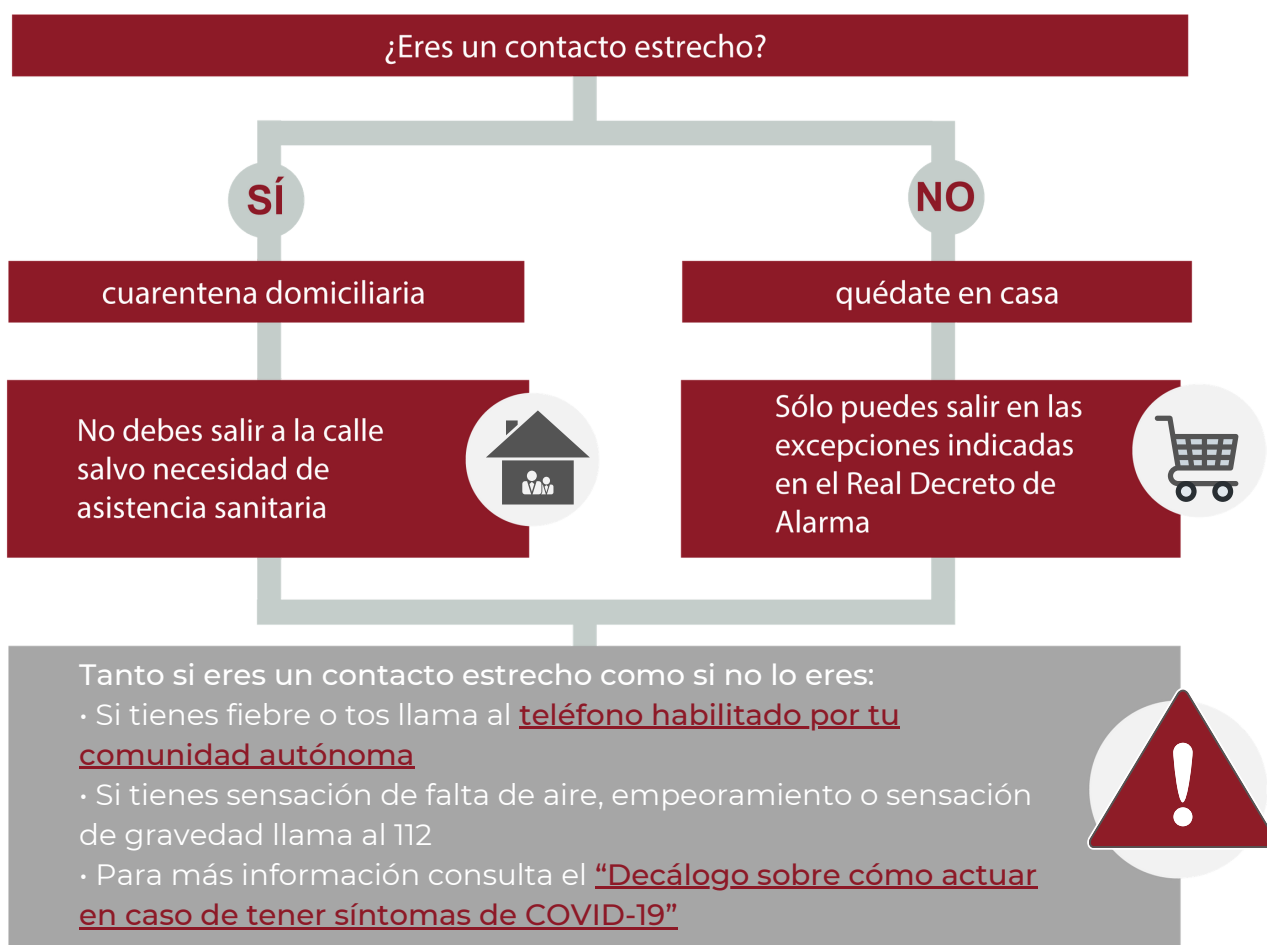 ¿Eres un contacto estrecho?
SÍ
NO
cuarentena domiciliaria
quédate en casa
No debes salir a la calle
salvo necesidad de
asistencia sanitaria
Sólo puedes salir en las
excepciones indicadas
en el Real Decreto de
Alarma
Tanto si eres un contacto estrecho como si no lo eres:
· Si tienes fiebre o tos llama al teléfono habilitado por tu
comunidad autónoma
· Si tienes sensación de falta de aire, empeoramiento o sensación
de gravedad llama al 112
· Para más información consulta el “Decálogo sobre cómo actuar
en caso de tener síntomas de COVID-19”